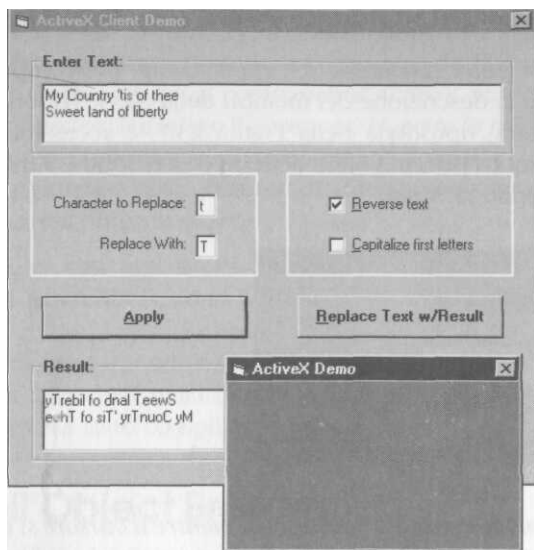 ActiveX Client Demo
Enter Text:
My Country 'tis of thee
Sweet land of liberty
Character to Replace: t
Replace With: T
Reverse text
Capitalize first letters
Apply
Replace Text w/Result
Result:
yTrebil fo dnal TeewS
eehT fo siT' yrTnuoC yM
ActiveX Demo